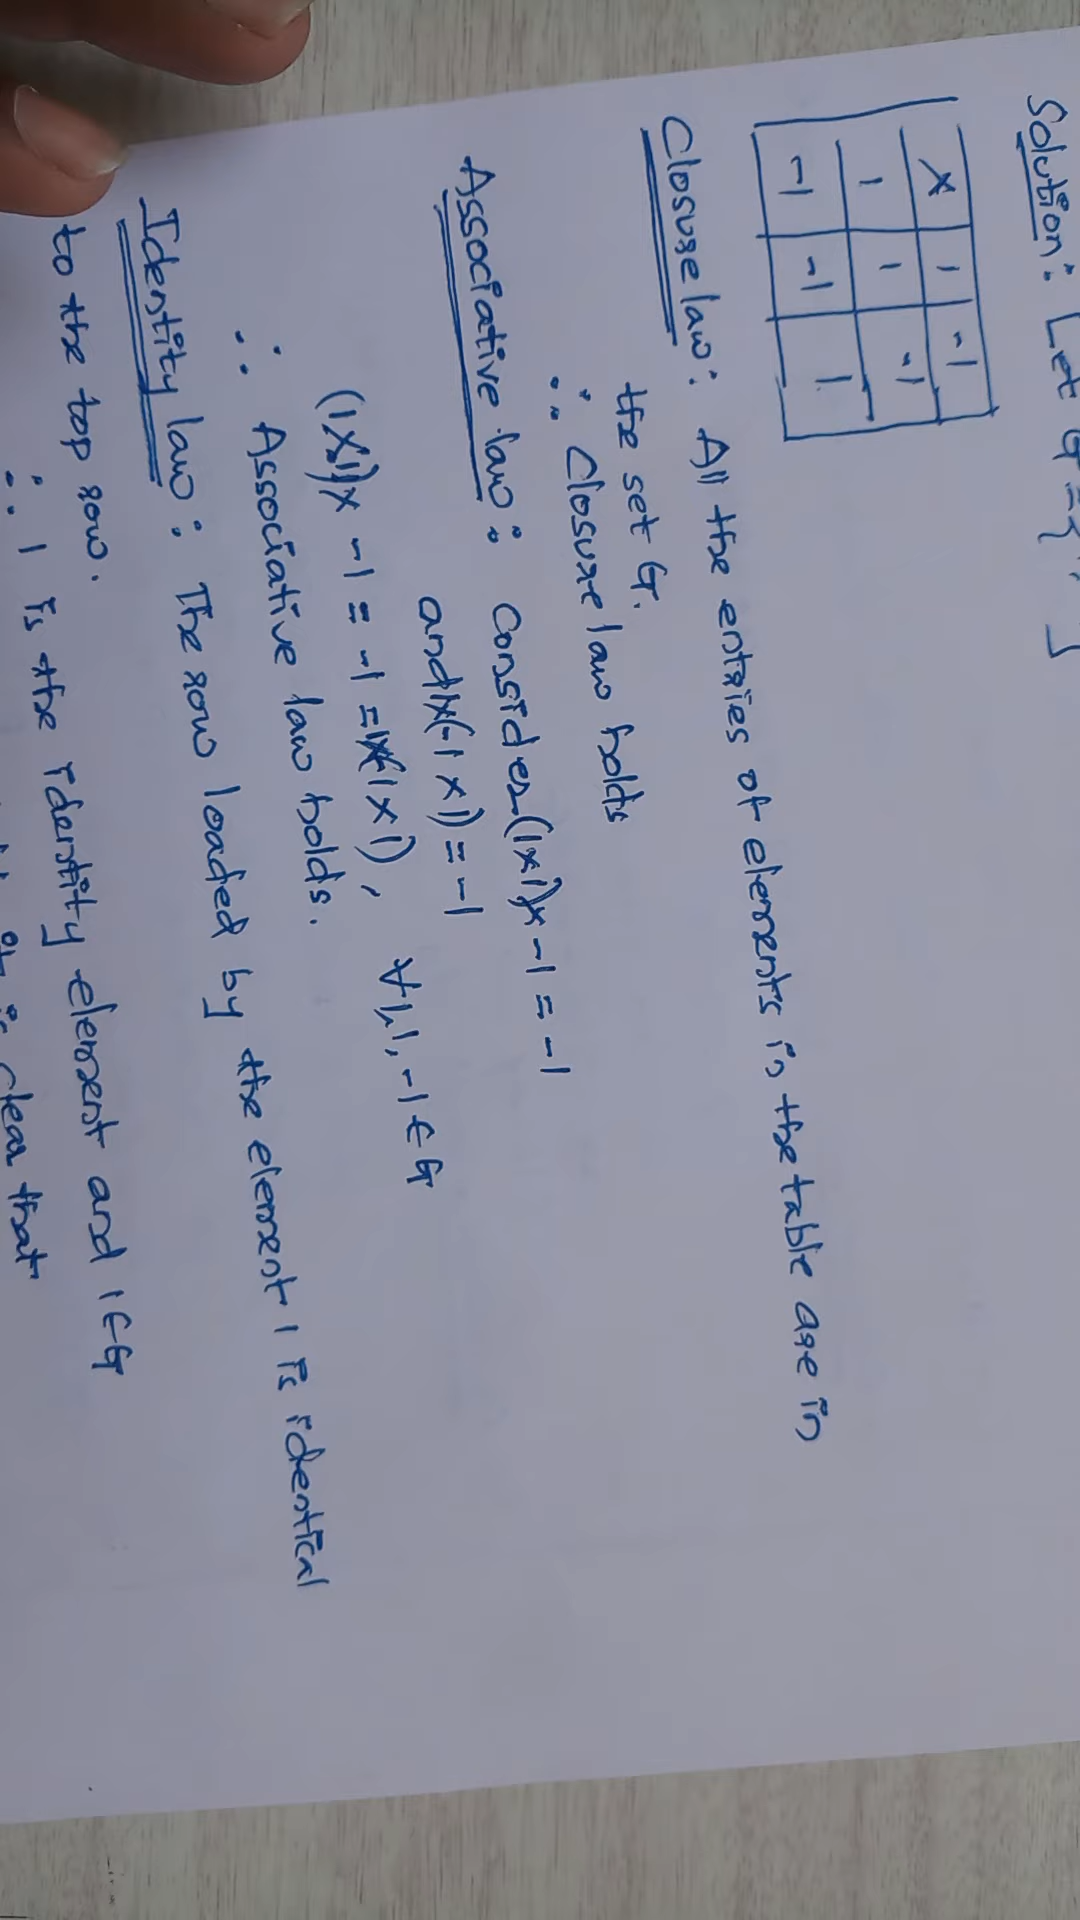 Solution: Let G = {
× 1 -1
1 1 -1
-1 -1 1
Closure law: All the entries of elements in the table are in
the set G.
∴ Closure law holds
Associative law: Consider (1×1)× -1 = -1
and 1×(-1×1) = -1
(1×1)× -1 = -1 = 1×(-1×1), ∀ 1,1,-1 ∈ G
∴ Associative law holds.
Identity law: The row loaded by the element 1 is identical
to the top row.
∴ 1 is the identity element and 1∈G
is clear that